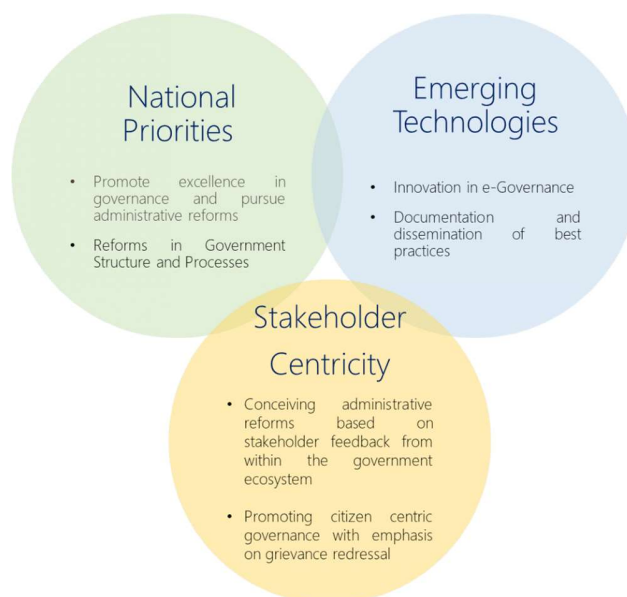 National
Priorities
• Promote excellence in
governance and pursue
administrative reforms
• Reforms in Government
Structure and Processes
Emerging
Technologies
• Innovation in e-Governance
• Documentation and
dissemination of best
practices
Stakeholder
Centricity
• Conceiving administrative
reforms based on
stakeholder feedback from
within the government
ecosystem
• Promoting citizen centric
governance with emphasis
on grievance redressal